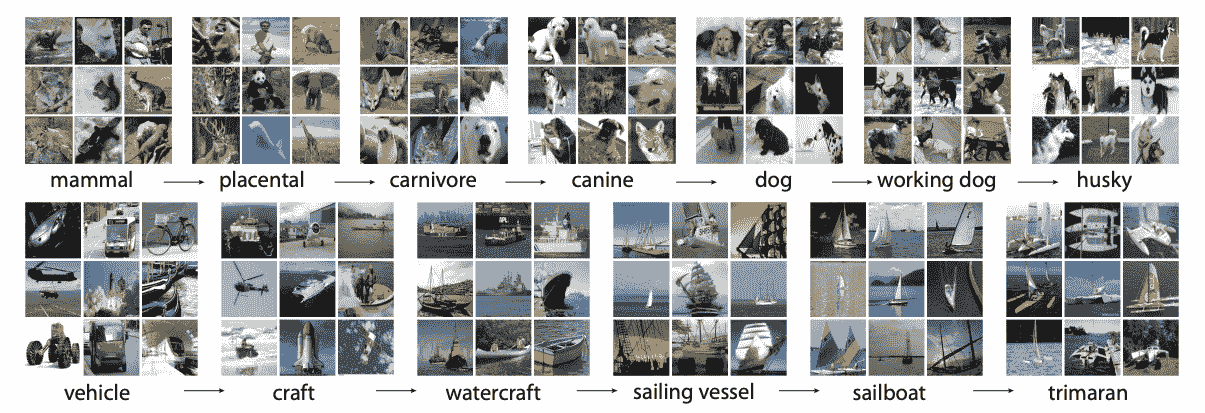 mammal → placental → carnivore → canine → dog → working dog → husky
vehicle → craft → watercraft → sailing vessel → sailboat → trimaran